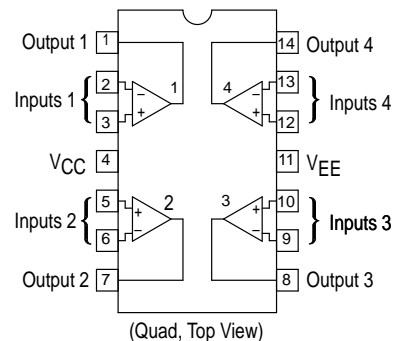 Output 1 1 14 Output 4
2 1 4 13
Inputs 1 { − + − + } Inputs 4
3 12
VCC 4 11 VEE
5 2 3 10
Inputs 2 { + − + − } Inputs 3
6 9
Output 2 7 8 Output 3
(Quad, Top View)